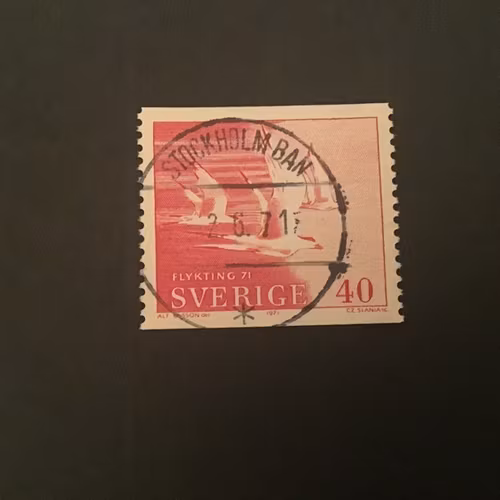 STOCKHOLM BAN
2.6.71
FLYKTING 71
SVERIGE 40
1971
CZ. SLANIA sc.